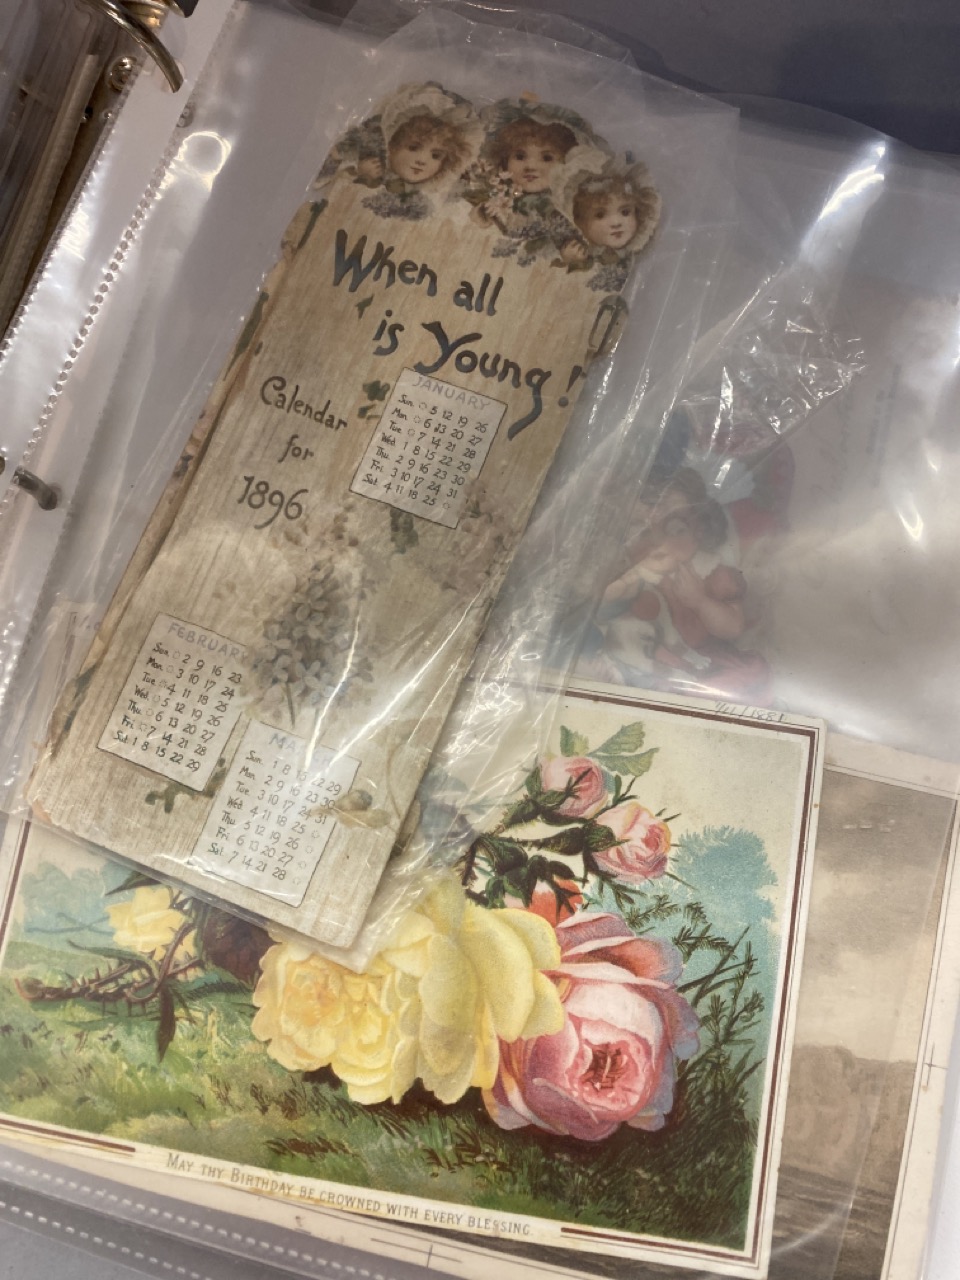 When all
is Young!
Calendar
for
1896
JANUARY
Sun. 5 12 19 26
Mon. 6 13 20 27
Tue. 7 14 21 28
Wed. 1 8 15 22 29
Thu. 2 9 16 23 30
Fri. 3 10 17 24 31
Sat. 4 11 18 25
FEBRUARY
Sun. 2 9 16 23
Mon. 3 10 17 24
Tue. 4 11 18 25
Wed. 5 12 19 26
Thu. 6 13 20 27
Fri. 7 14 21 28
Sat. 1 8 15 22 29
Sun. 1 8 15 22 29
Mon. 2 9 16 23 30
Tue. 3 10 17 24 31
Wed. 4 11 18 25
Thu. 5 12 19 26
Fri. 6 13 20 27
Sat. 7 14 21 28
MAY THY BIRTHDAY BE CROWNED WITH EVERY BLESSING.